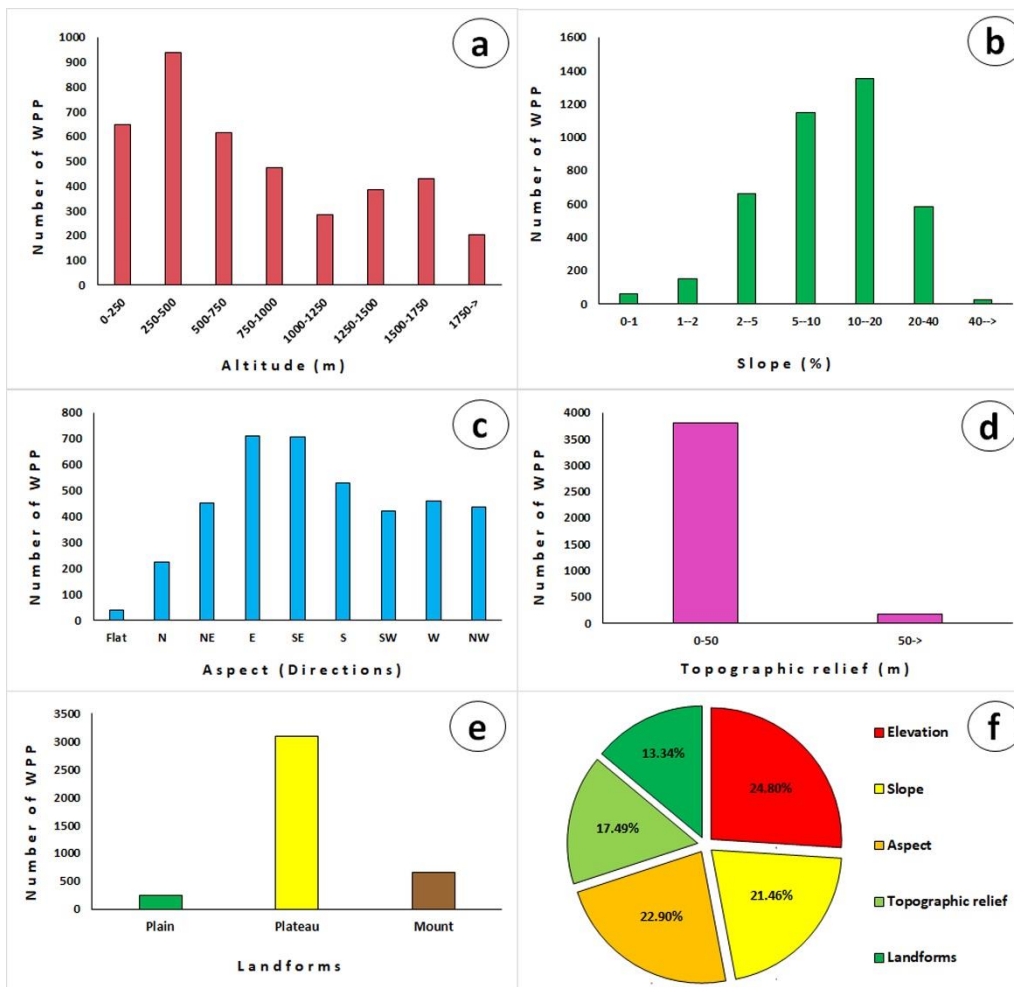 a
Number of WPP
1000
900
800
700
600
500
400
300
200
100
0
0-250
250-500
500-750
750-1000
1000-1250
1250-1500
1500-1750
1750->
Altitude (m)
b
Number of WPP
1600
1400
1200
1000
800
600
400
200
0
0-1
1--2
2--5
5--10
10--20
20-40
40-->
Slope (%)
c
Number of WPP
800
700
600
500
400
300
200
100
0
Flat
N
NE
E
SE
S
SW
W
NW
Aspect (Directions)
d
Number of WPP
4000
3500
3000
2500
2000
1500
1000
500
0
0-50
50->
Topographic relief (m)
e
Number of WPP
3500
3000
2500
2000
1500
1000
500
0
Plain
Plateau
Mount
Landforms
f
13.34%
24.80%
17.49%
21.46%
22.90%
Elevation
Slope
Aspect
Topographic relief
Landforms